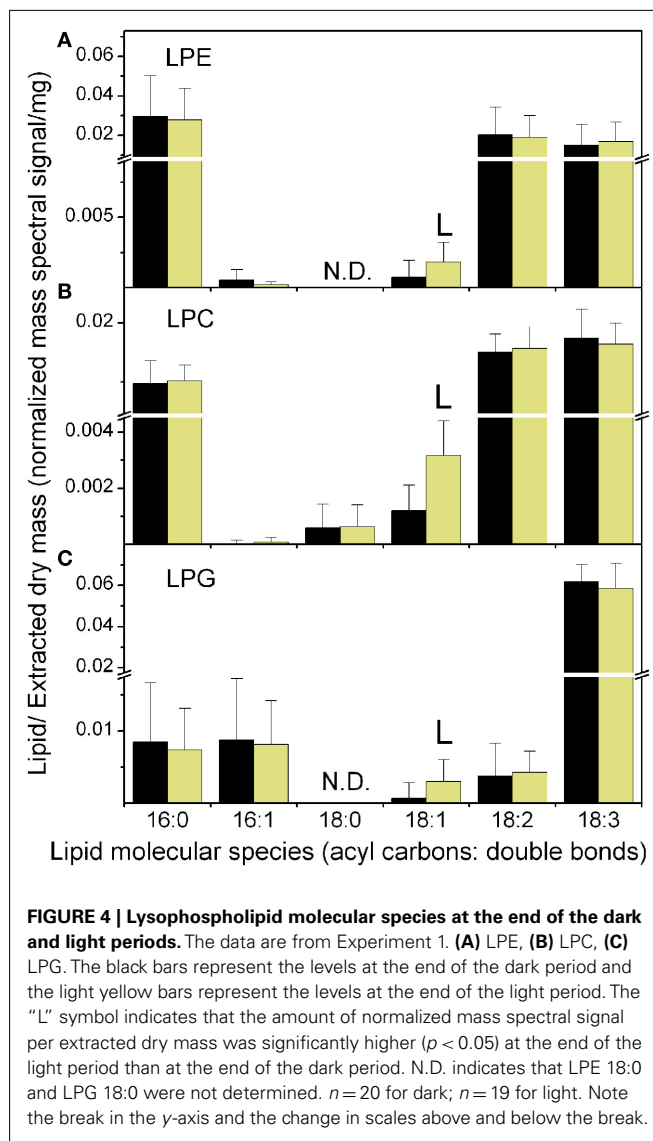 A
LPE
0.06
0.04
0.02
0.005
N.D.
L
B
LPC
0.02
0.004
0.002
L
C
LPG
0.06
0.04
0.02
0.01
N.D.
L
Lipid/ Extracted dry mass (normalized mass spectral signal/mg)
16:0 16:1 18:0 18:1 18:2 18:3
Lipid molecular species (acyl carbons: double bonds)
FIGURE 4 | Lysophospholipid molecular species at the end of the dark
and light periods. The data are from Experiment 1. (A) LPE, (B) LPC, (C)
LPG. The black bars represent the levels at the end of the dark period and
the light yellow bars represent the levels at the end of the light period. The
“L” symbol indicates that the amount of normalized mass spectral signal
per extracted dry mass was significantly higher (p < 0.05) at the end of the
light period than at the end of the dark period. N.D. indicates that LPE 18:0
and LPG 18:0 were not determined. n = 20 for dark; n = 19 for light. Note
the break in the y-axis and the change in scales above and below the break.